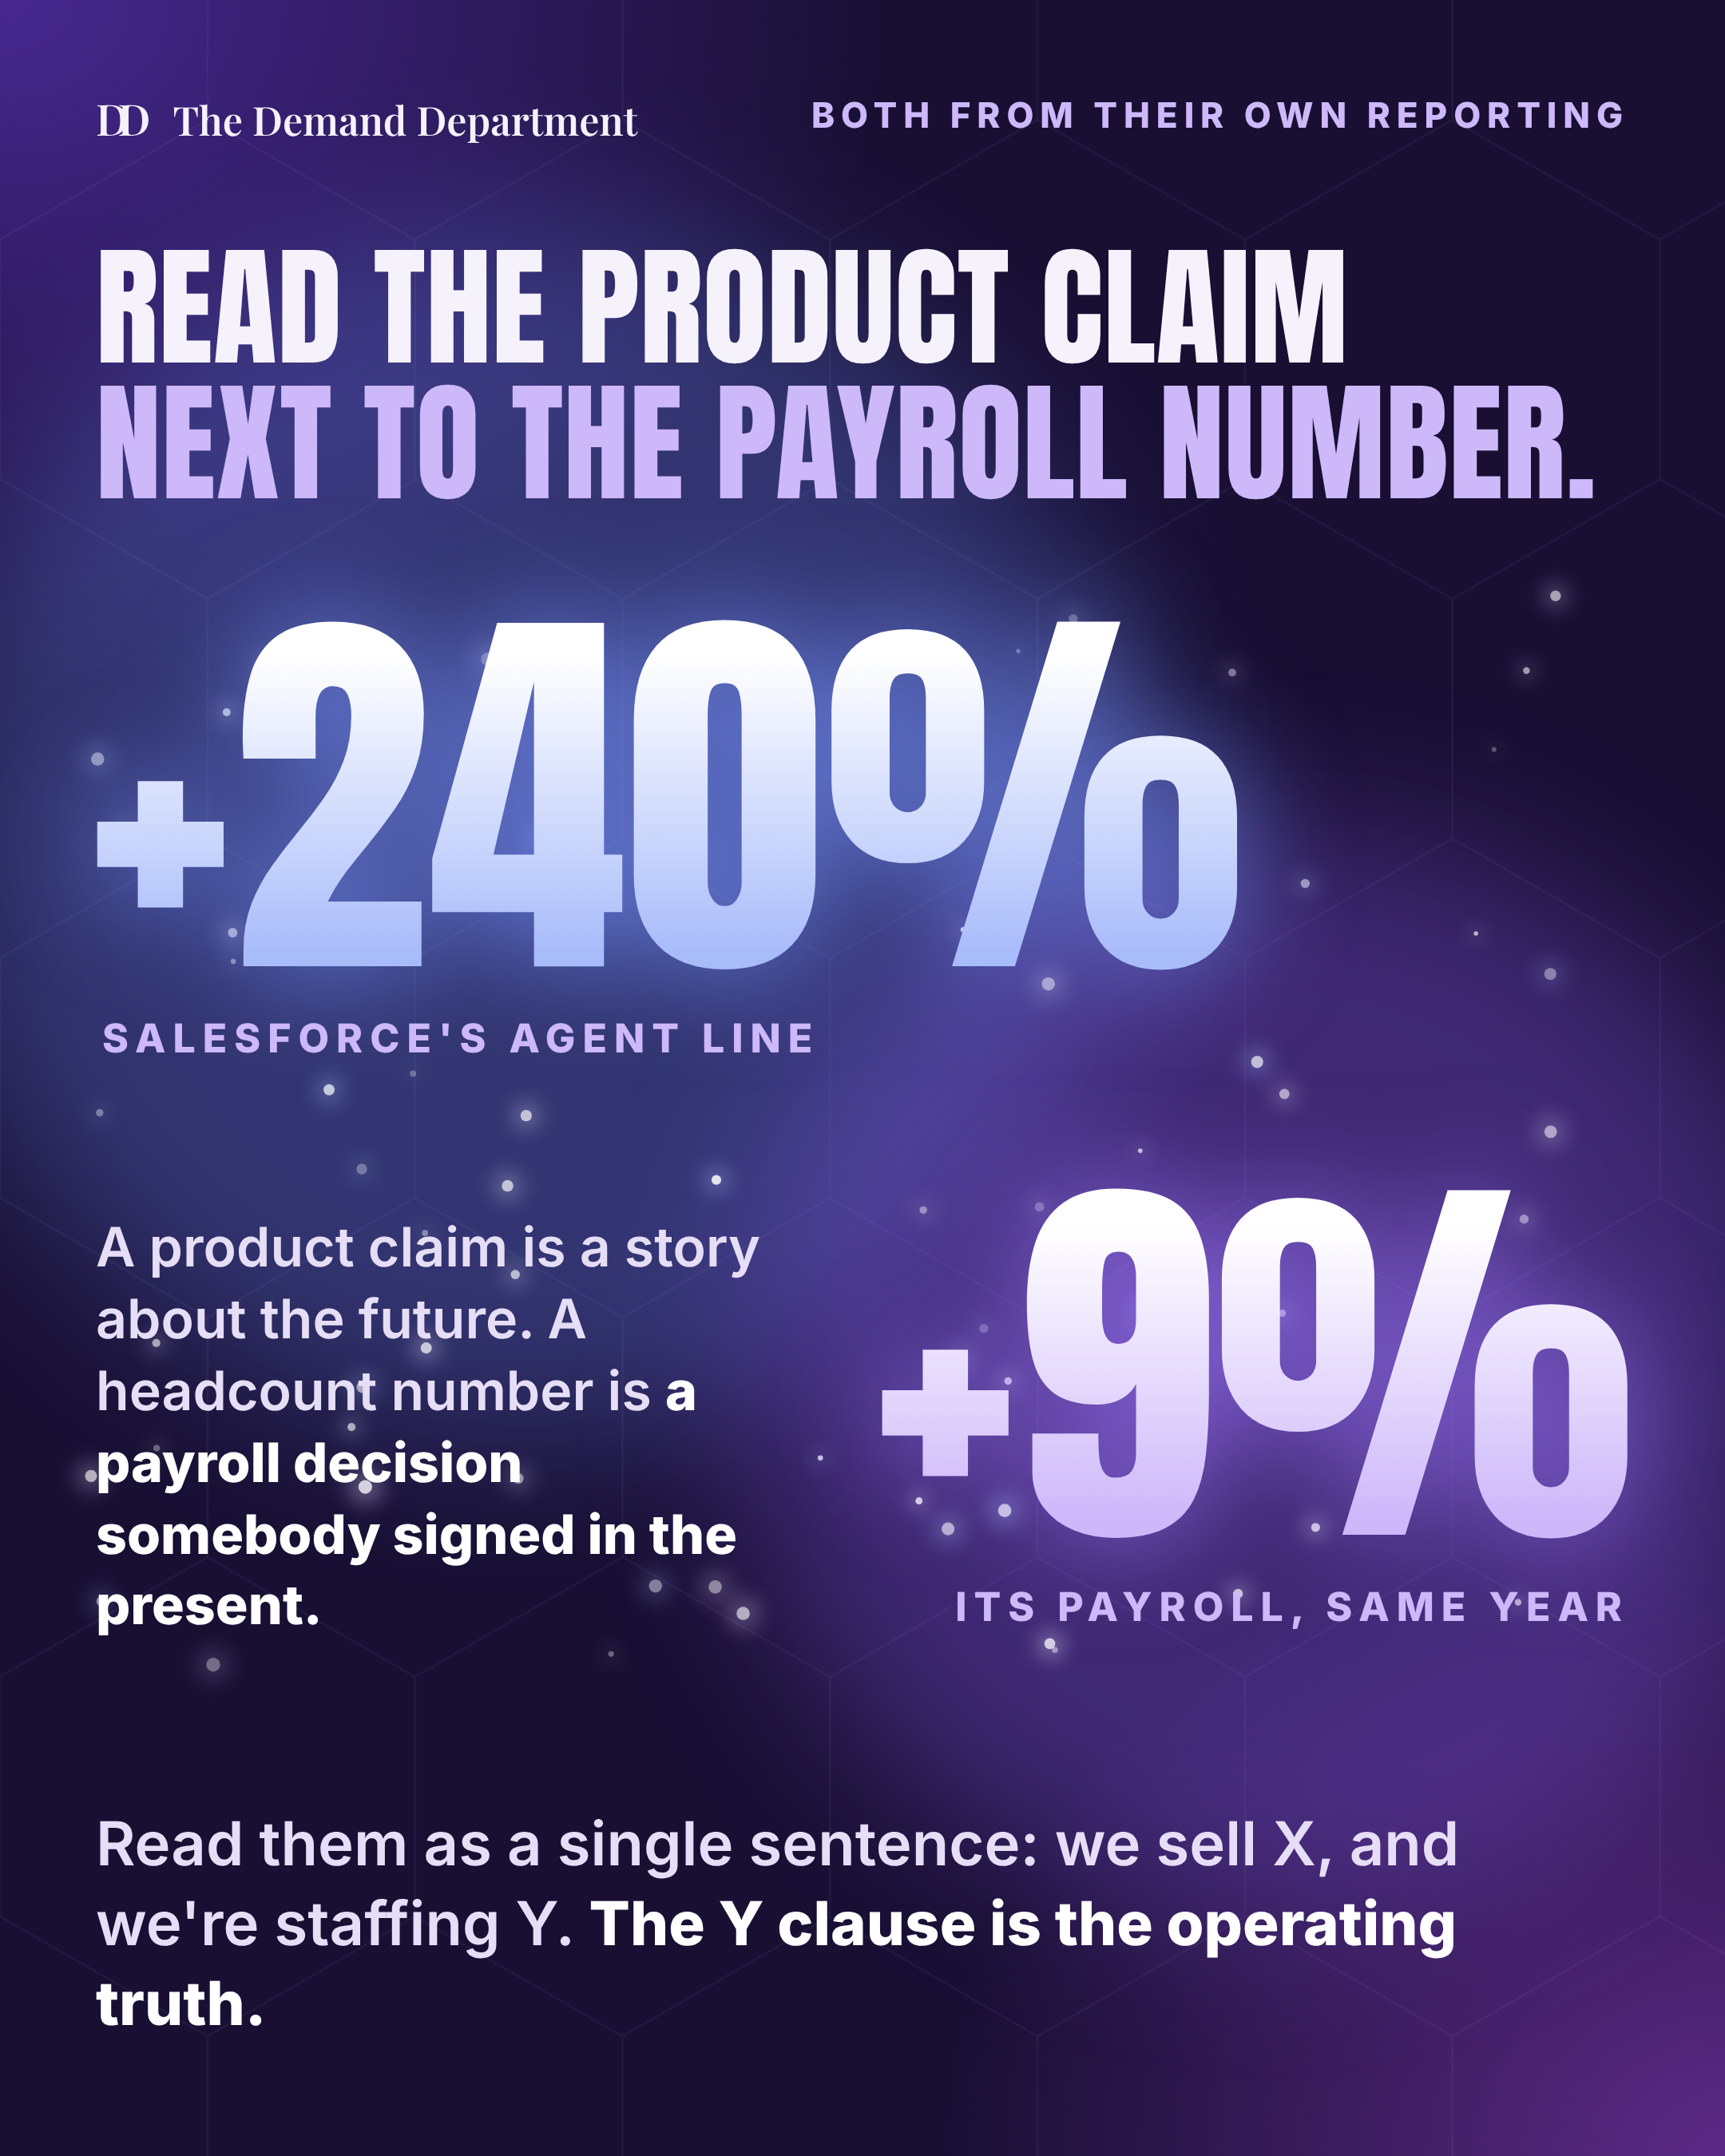 DD The Demand Department
BOTH FROM THEIR OWN REPORTING
READ THE PRODUCT CLAIM
NEXT TO THE PAYROLL NUMBER.
+240%
SALESFORCE'S AGENT LINE
A product claim is a story
about the future. A
headcount number is a
payroll decision
somebody signed in the
present.
+9%
ITS PAYROLL, SAME YEAR
Read them as a single sentence: we sell X, and
we're staffing Y. The Y clause is the operating
truth.